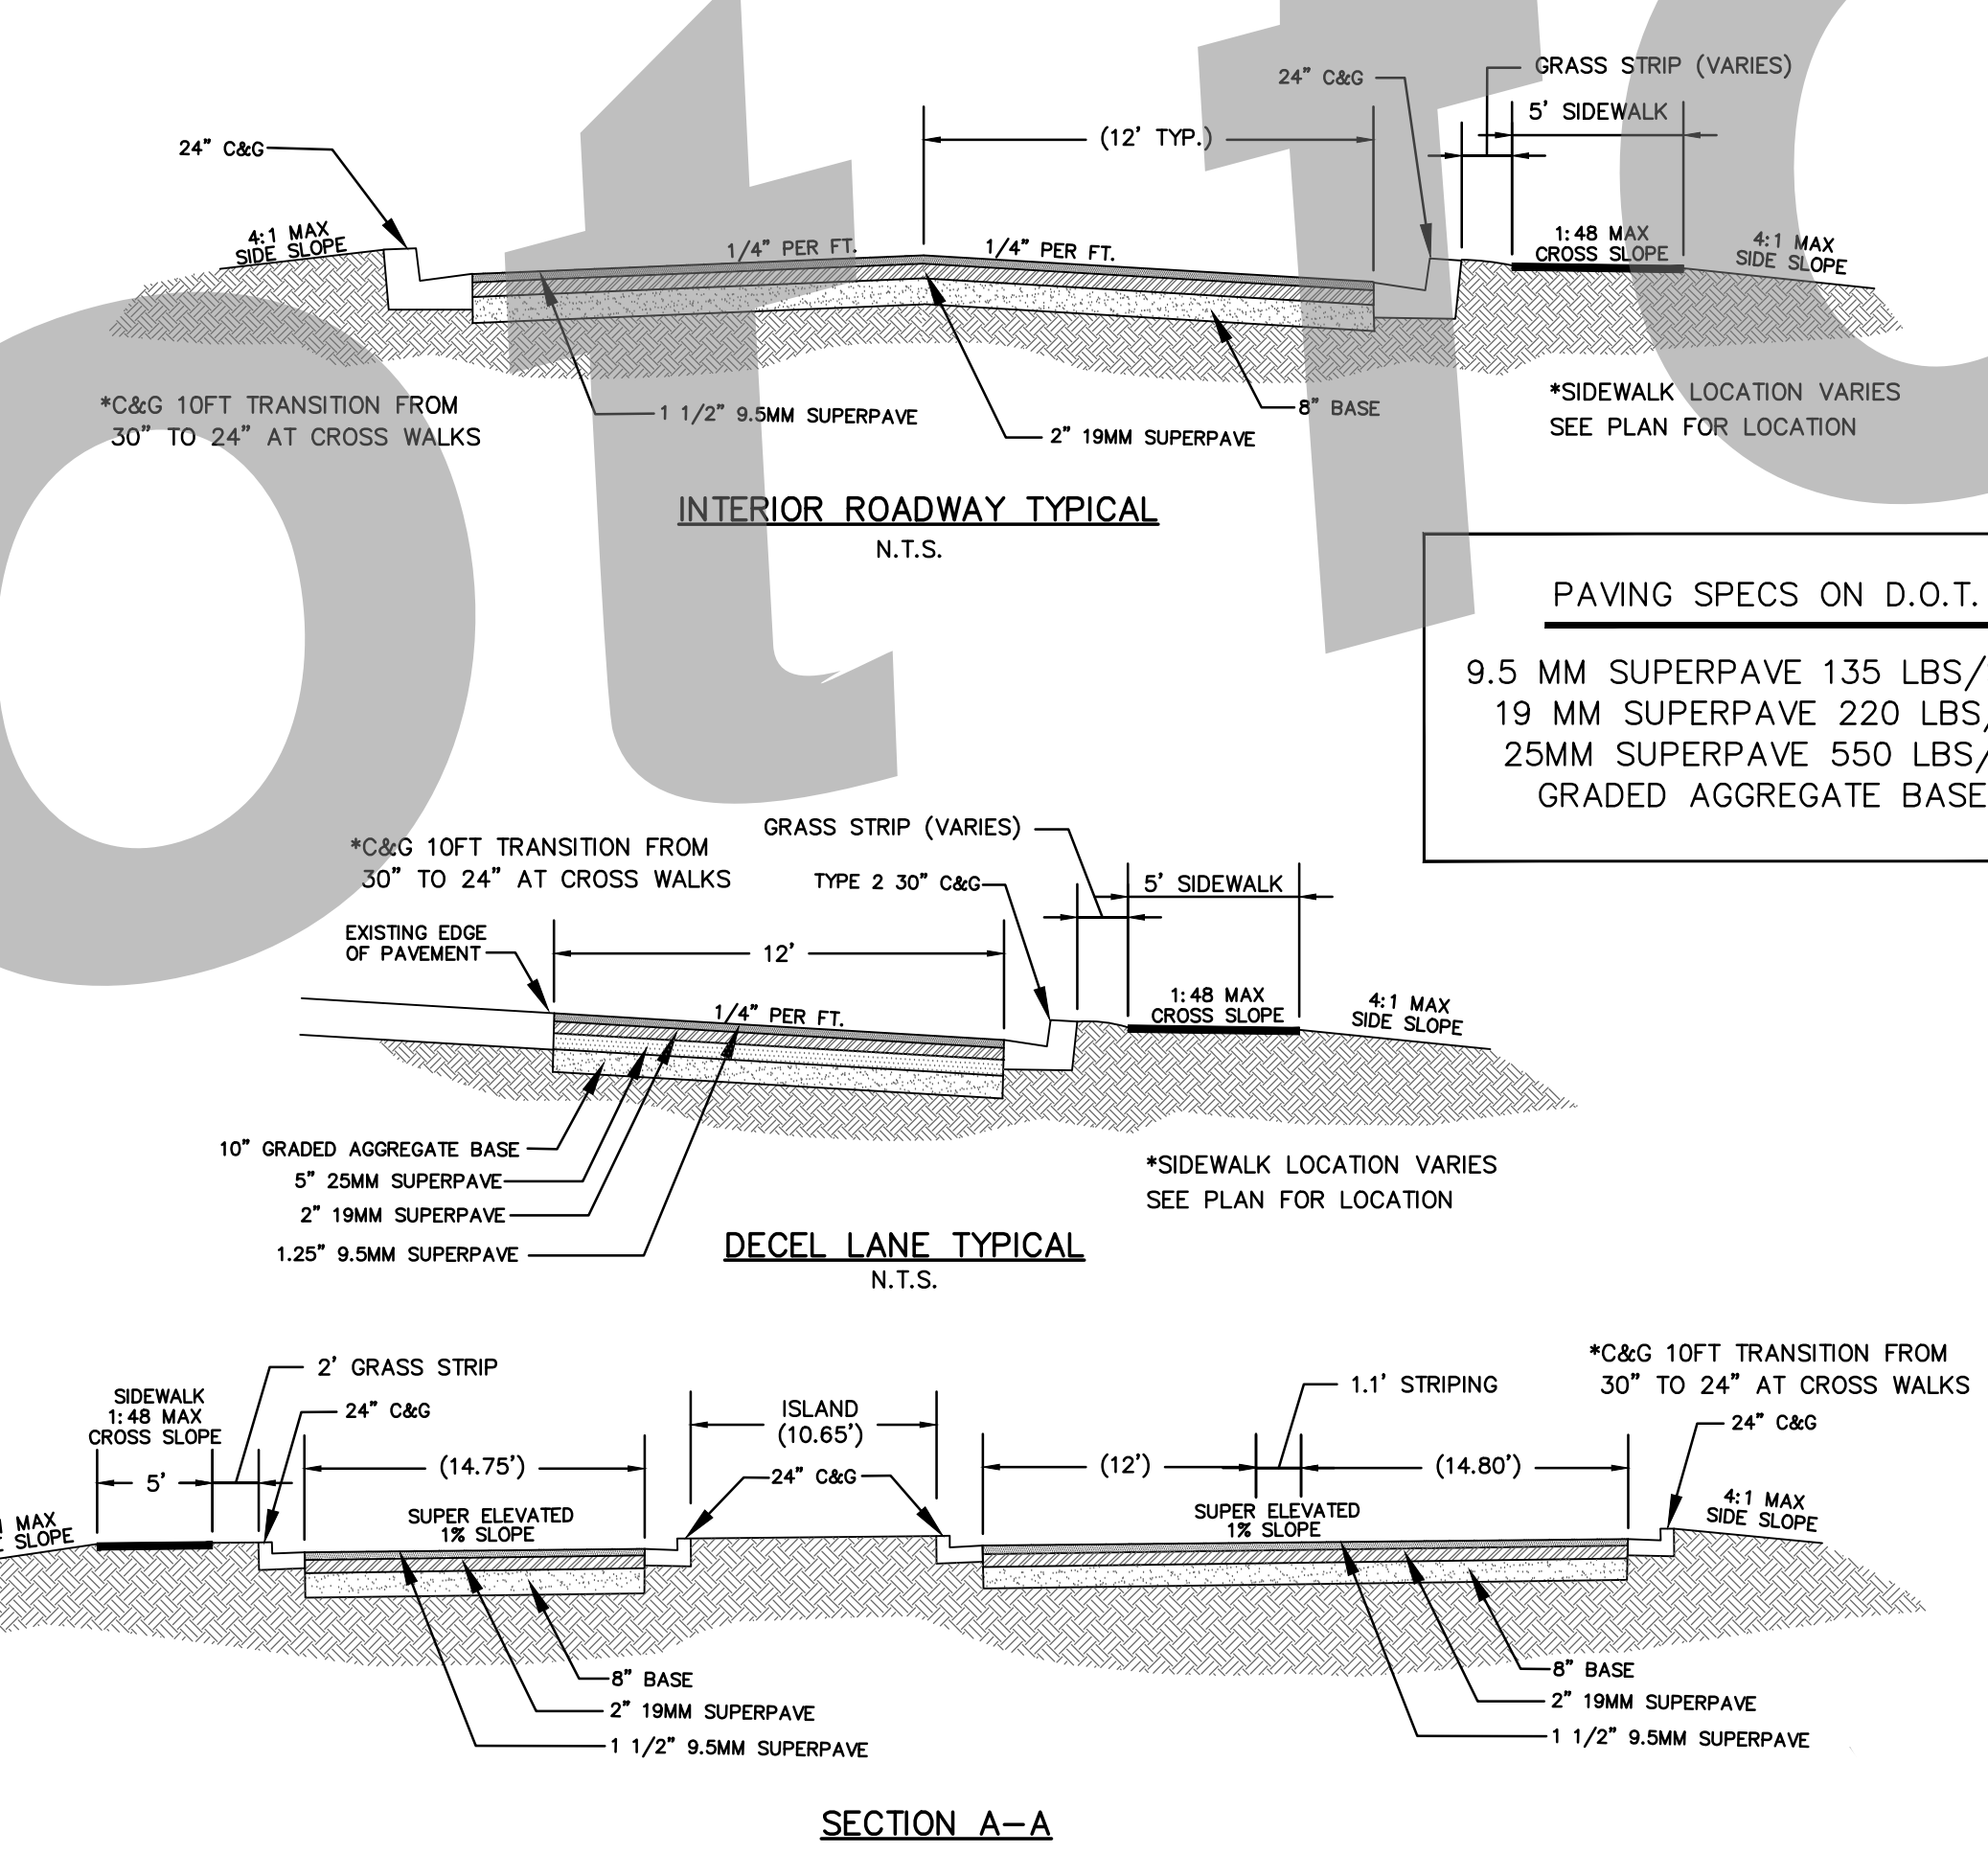 GRASS STRIP (VARIES)
24" C&G
5' SIDEWALK
(12' TYP.)
24" C&G
4:1 MAX
SIDE SLOPE
1/4" PER FT.
1/4" PER FT.
1:48 MAX
CROSS SLOPE
4:1 MAX
SIDE SLOPE
*C&G 10FT TRANSITION FROM
30" TO 24" AT CROSS WALKS
1 1/2" 9.5MM SUPERPAVE
2" 19MM SUPERPAVE
8" BASE
*SIDEWALK LOCATION VARIES
SEE PLAN FOR LOCATION
INTERIOR ROADWAY TYPICAL
N.T.S.
PAVING SPECS ON D.O.T.
9.5 MM SUPERPAVE 135 LBS/
19 MM SUPERPAVE 220 LBS/
25MM SUPERPAVE 550 LBS/
GRADED AGGREGATE BASE
*C&G 10FT TRANSITION FROM
30" TO 24" AT CROSS WALKS
GRASS STRIP (VARIES)
TYPE 2 30" C&G
5' SIDEWALK
EXISTING EDGE
OF PAVEMENT
12'
1/4" PER FT.
1:48 MAX
CROSS SLOPE
4:1 MAX
SIDE SLOPE
10" GRADED AGGREGATE BASE
5" 25MM SUPERPAVE
2" 19MM SUPERPAVE
1.25" 9.5MM SUPERPAVE
*SIDEWALK LOCATION VARIES
SEE PLAN FOR LOCATION
DECEL LANE TYPICAL
N.T.S.
2' GRASS STRIP
SIDEWALK
1:48 MAX
CROSS SLOPE
24" C&G
5'
(14.75')
ISLAND
(10.65')
24" C&G
1.1' STRIPING
(12')
(14.80')
*C&G 10FT TRANSITION FROM
30" TO 24" AT CROSS WALKS
24" C&G
MAX
SLOPE
SUPER ELEVATED
1% SLOPE
SUPER ELEVATED
1% SLOPE
4:1 MAX
SIDE SLOPE
8" BASE
2" 19MM SUPERPAVE
1 1/2" 9.5MM SUPERPAVE
8" BASE
2" 19MM SUPERPAVE
1 1/2" 9.5MM SUPERPAVE
SECTION A-A